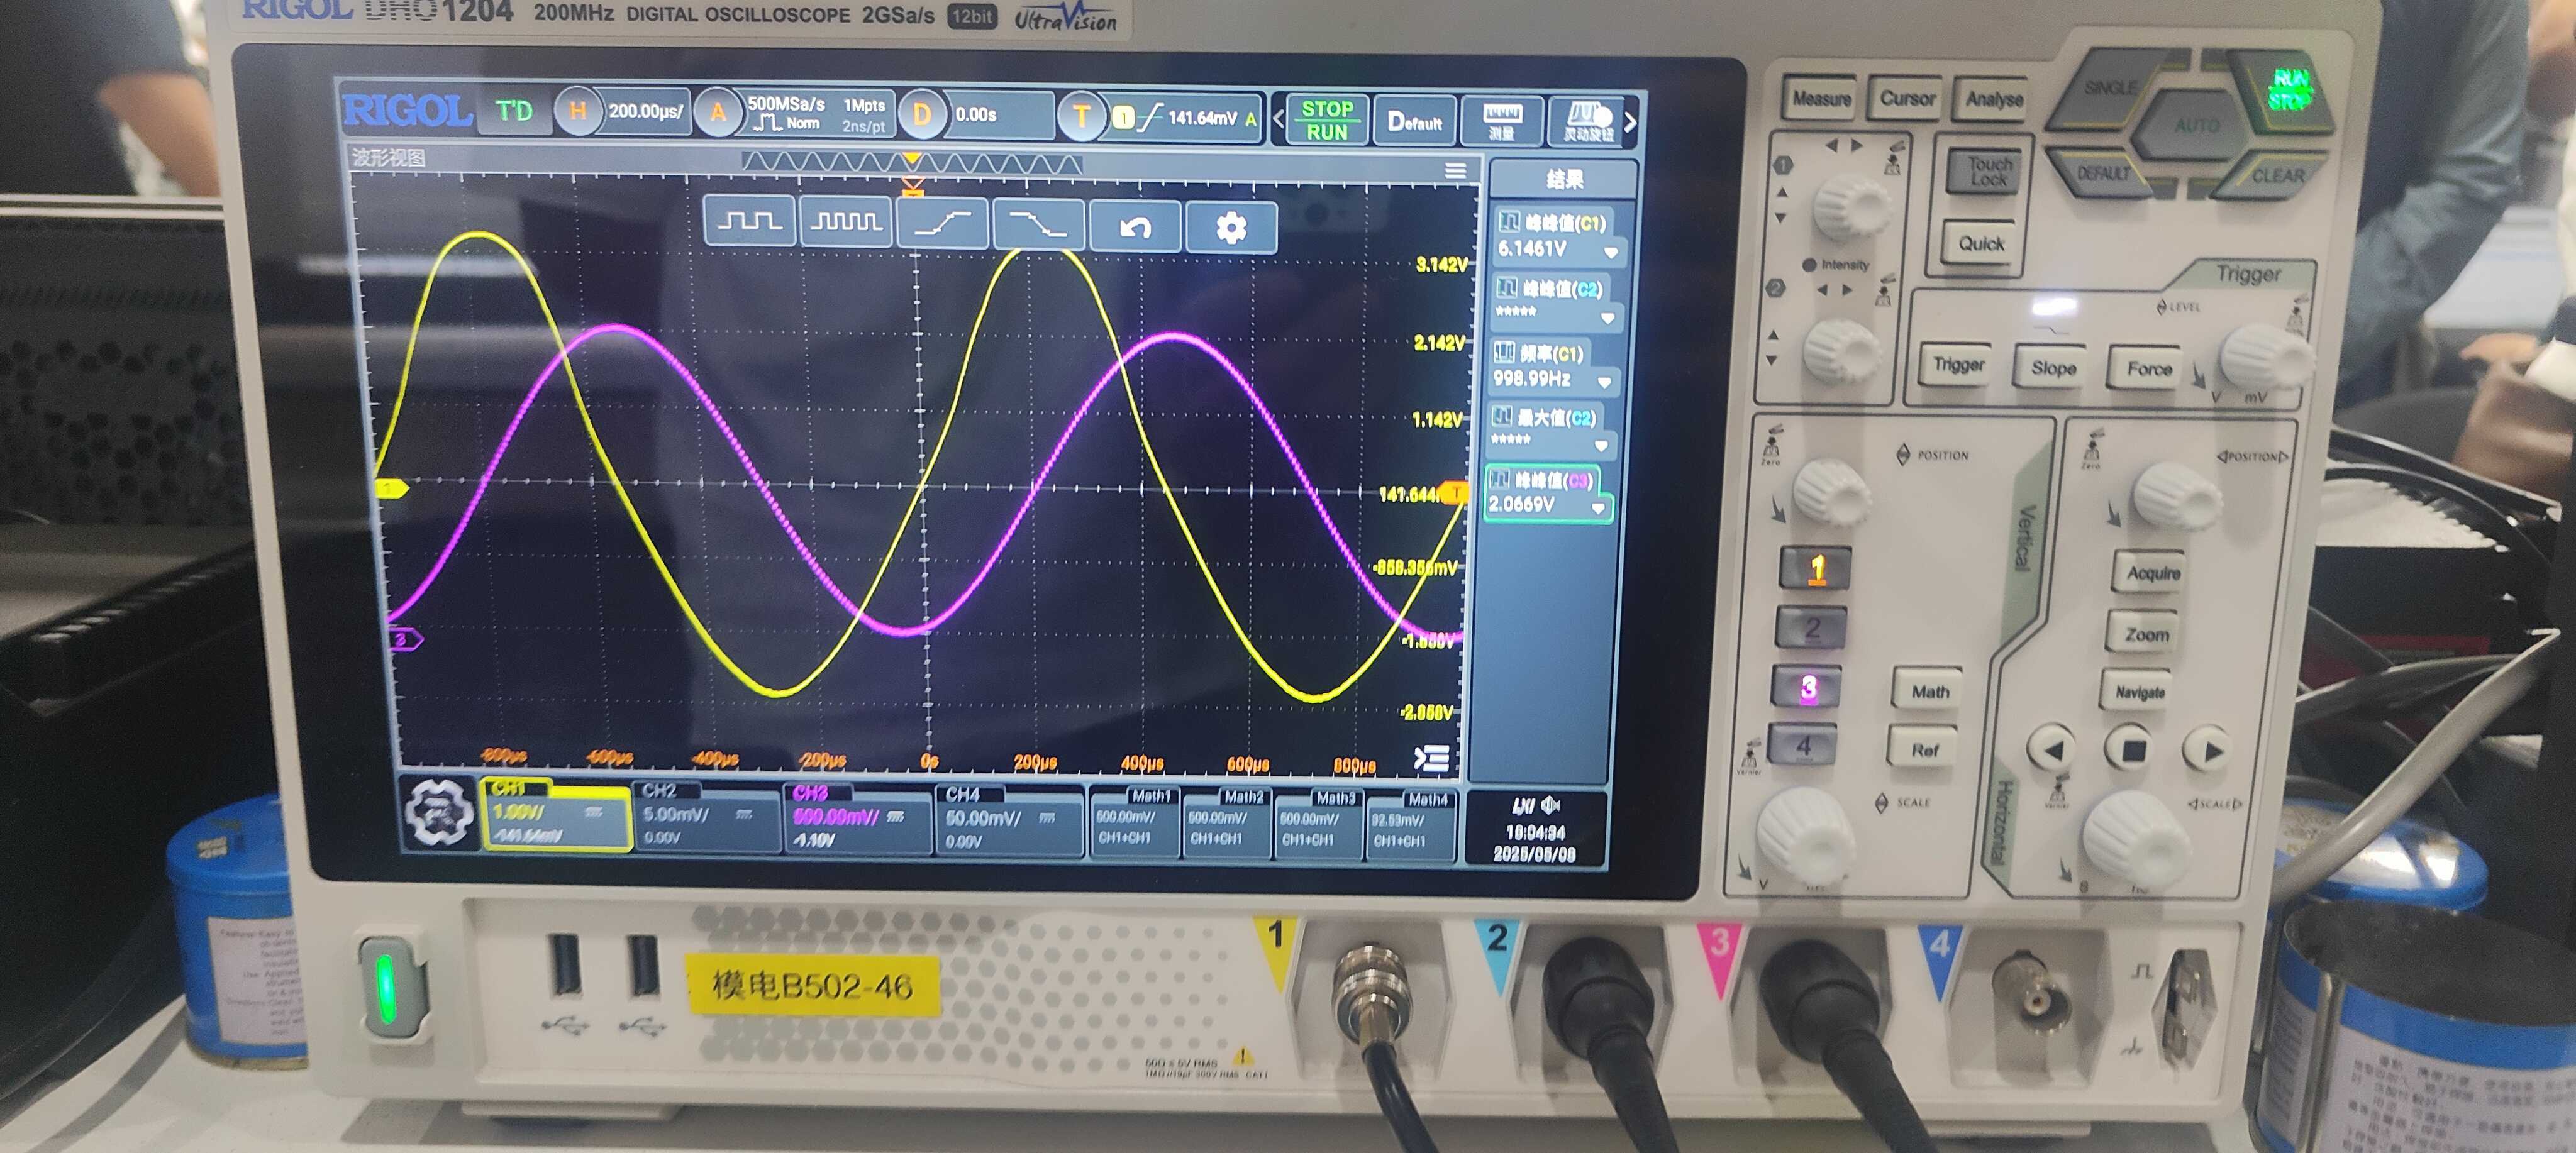 RIGOL DHO1204 200MHz DIGITAL OSCILLOSCOPE 2GSa/s 12bit UltraVision
RIGOL T'D H 200.00μs/ A 500MSa/s 1Mpts Norm 2ns/pt D 0.00s T 1 141.64mV A STOP RUN Default 测量 灵动旋钮
波形视图
结果
峰峰值(C1)
6.1461V
峰峰值(C2)
*****
频率(C1)
998.99Hz
最大值(C2)
*****
峰峰值(C3)
2.0669V
3.142V
2.142V
1.142V
T
-2.858V
1
3
-800μs -600μs -400μs -200μs 0s 200μs 400μs 600μs 800μs
CH1
1.00V/
-141.64mV
CH2
5.00mV/
0.00V
CH3
500.00mV/
-1.10V
CH4
50.00mV/
0.00V
Math1
500.00mV/
CH1+CH1
Math2
500.00mV/
CH1+CH1
Math3
500.00mV/
CH1+CH1
Math4
CH1+CH1
LXI
18:04:34
2025/05/08
Measure Cursor Analyse
SINGLE RUN STOP
AUTO
DEFAULT CLEAR
Touch Lock
Quick
1
Intensity
2
Trigger
LEVEL
Trigger Slope Force
V mV
Zero
POSITION
Vertical
1
2
3
4
Math
Ref
SCALE
V
Zero
POSITION
Acquire
Zoom
Navigate
Horizontal
SCALE
S
模电B502-46
1 2 3 4